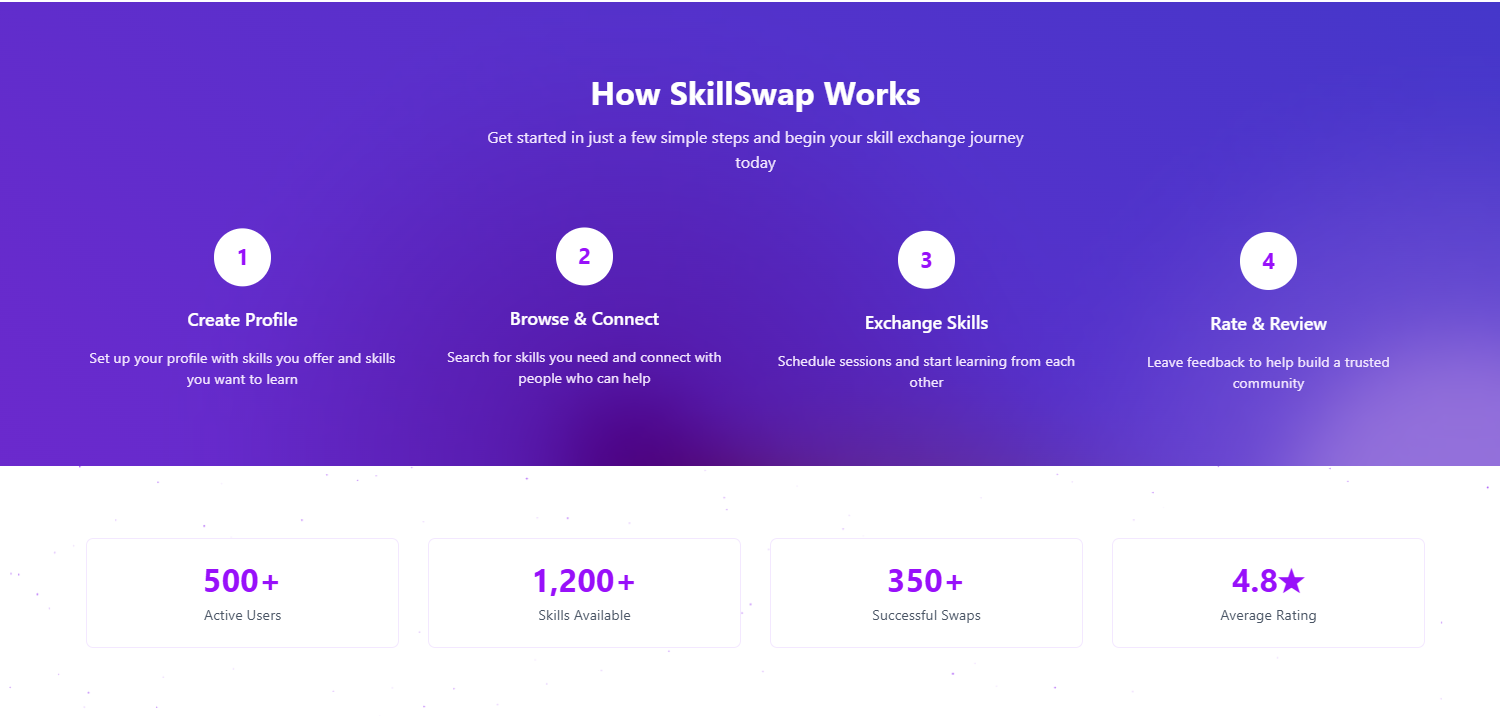 How SkillSwap Works
Get started in just a few simple steps and begin your skill exchange journey
today
1
Create Profile
Set up your profile with skills you offer and skills
you want to learn
2
Browse & Connect
Search for skills you need and connect with
people who can help
3
Exchange Skills
Schedule sessions and start learning from each
other
4
Rate & Review
Leave feedback to help build a trusted
community
500+
Active Users
1,200+
Skills Available
350+
Successful Swaps
4.8★
Average Rating